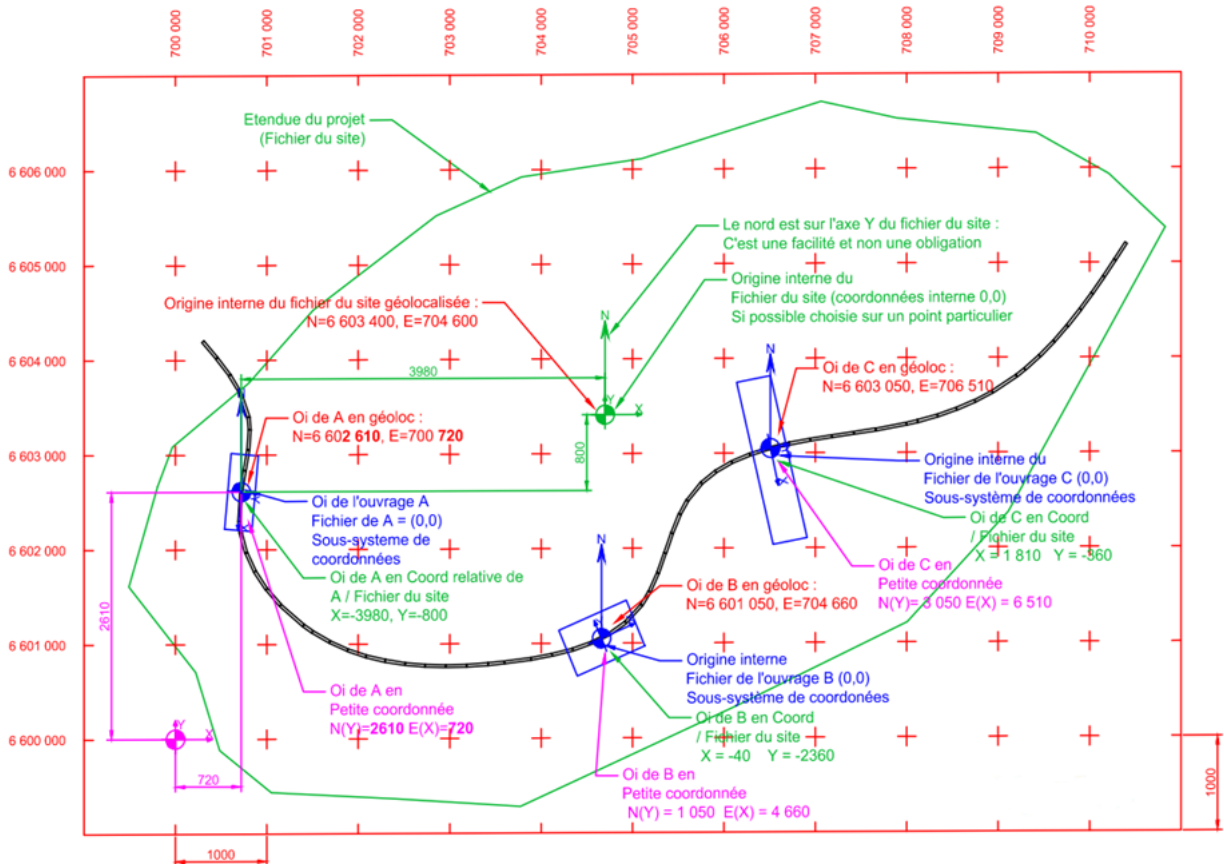 700 000
701 000
702 000
703 000
704 000
705 000
706 000
707 000
708 000
709 000
710 000
6 606 000
6 605 000
6 604 000
6 603 000
6 602 000
6 601 000
6 600 000
Etendue du projet
(Fichier du site)
Le nord est sur l'axe Y du fichier du site :
C'est une facilité et non une obligation
Origine interne du
Fichier du site (coordonnées interne 0,0)
Si possible choisie sur un point particulier
Origine interne du fichier du site géolocalisée :
N=6 603 400, E=704 600
N
Y
X
3980
800
Oi de A en géoloc :
N=6 602 610, E=700 720
Oi de l'ouvrage A
Fichier de A = (0,0)
Sous-systeme de
coordonnées
Oi de A en Coord relative de
A / Fichier du site
X=-3980, Y=-800
Oi de A en
Petite coordonnée
N(Y)=2610 E(X)=720
2610
Y
X
720
1000
N
Oi de C en géoloc :
N=6 603 050, E=706 510
Origine interne du
Fichier de l'ouvrage C (0,0)
Sous-système de coordonnées
Oi de C en Coord
/ Fichier du site
X = 1 810 Y = -360
Oi de C en
Petite coordonnée
N(Y)= 3 050 E(X) = 6 510
N
Oi de B en géoloc :
N=6 601 050, E=704 660
Origine interne
Fichier de l'ouvrage B (0,0)
Sous-système de coordonées
Oi de B en Coord
/ Fichier du site
X = -40 Y = -2360
Oi de B en
Petite coordonnée
N(Y) = 1 050 E(X) = 4 660
1000